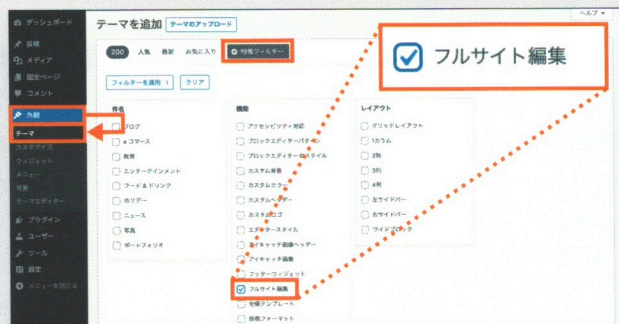 ダッシュボード
投稿
メディア
固定ページ
コメント
外観
テーマ
カスタマイズ
ウィジェット
メニュー
背景
テーマエディター
プラグイン
ユーザー
ツール
設定
メニューを閉じる
ヘルプ
テーマを追加 テーマのアップロード
200 人気 最新 お気に入り 特徴フィルター
フィルターを適用 1 クリア
件名
ブログ
e コマース
教育
エンターテインメント
フード & ドリンク
ホリデー
ニュース
写真
ポートフォリオ
機能
アクセシビリティ対応
ブロックエディターパターン
ブロックエディターのスタイル
カスタム背景
カスタムカラー
カスタムヘッダー
カスタムロゴ
エディタースタイル
アイキャッチ画像ヘッダー
アイキャッチ画像
フッターウィジェット
フルサイト編集
全幅テンプレート
投稿フォーマット
レイアウト
グリッドレイアウト
1カラム
2列
3列
4列
左サイドバー
右サイドバー
ワイドブロック
フルサイト編集